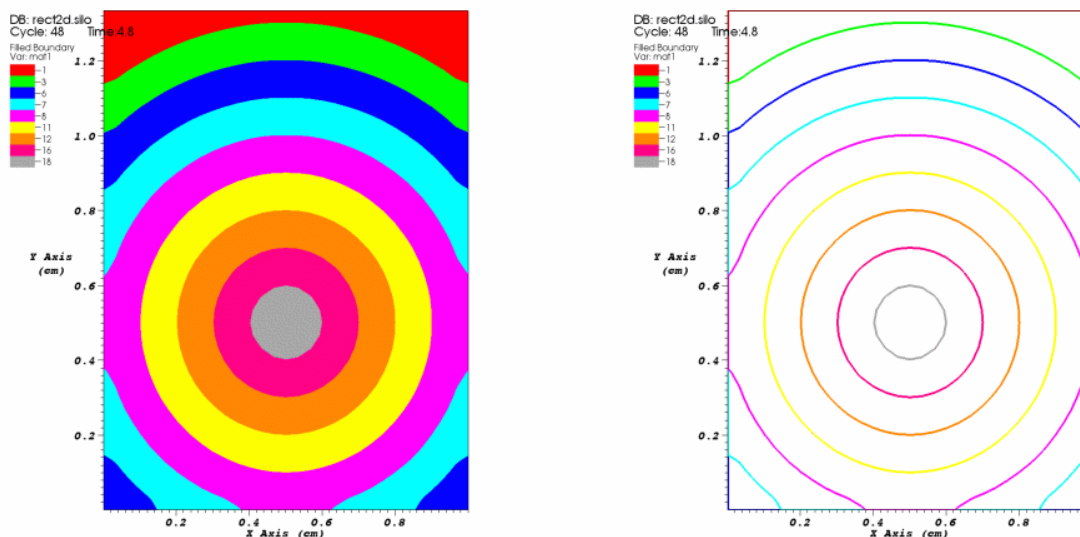 DB: rect2d.silo
Cycle: 48 Time:4.8
Filled Boundary
Var: mat1
1
3
6
7
8
11
12
16
18
1.2
1.0
0.8
0.6
0.4
0.2
Y Axis
(cm)
0.2 0.4 0.6 0.8
X Axis (cm)
DB: rect2d.silo
Cycle: 48 Time:4.8
Filled Boundary
Var: mat1
1
3
6
7
8
11
12
16
18
1.2
1.0
0.8
0.6
0.4
0.2
Y Axis
(cm)
0.2 0.4 0.6 0.8
X Axis (cm)